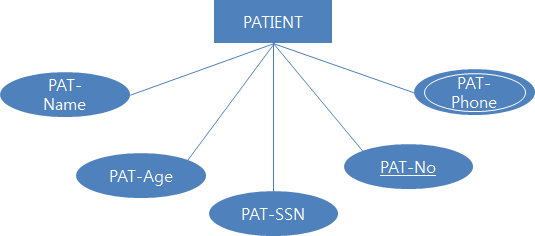 PATIENT
PAT-
Name
PAT-
Phone
PAT-Age
PAT-No
PAT-SSN